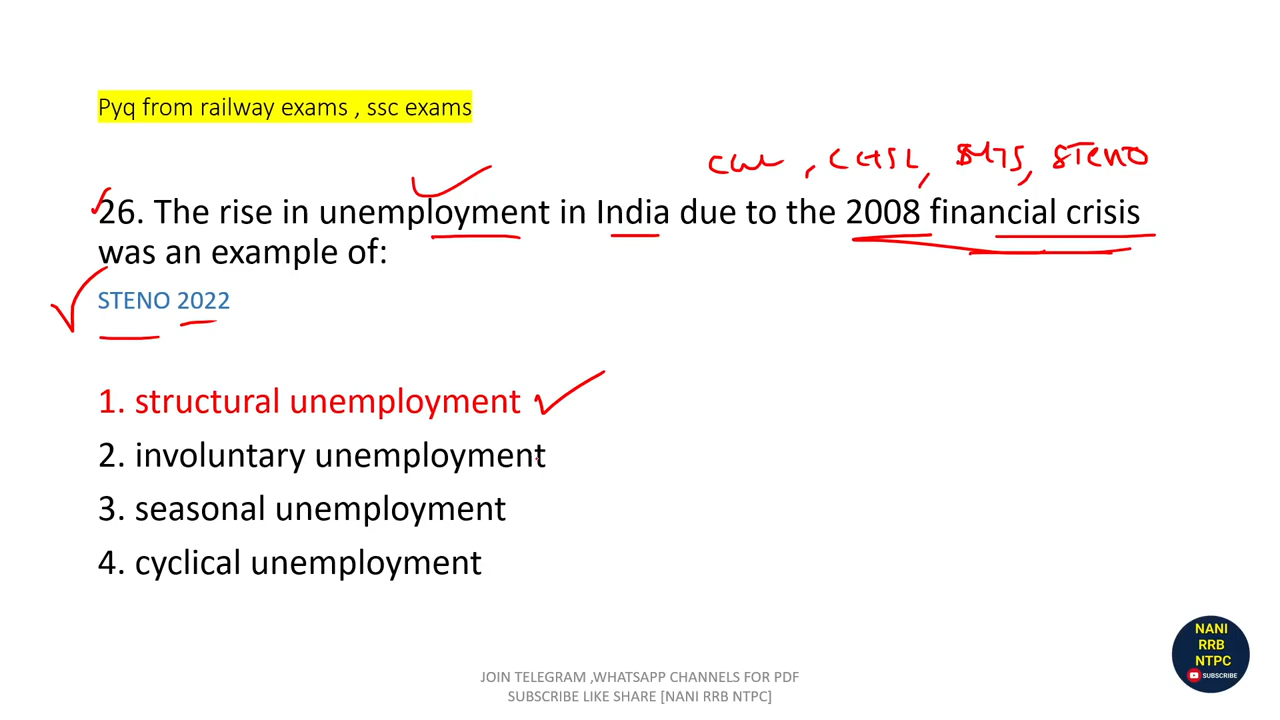 Pyq from railway exams , ssc exams
, CHSL, MTS, STENO
26. The rise in unemployment in India due to the 2008 financial crisis
was an example of:
STENO 2022
1. structural unemployment
2. involuntary unemployment
3. seasonal unemployment
4. cyclical unemployment
NANI
RRB
NTPC
SUBSCRIBE
JOIN TELEGRAM ,WHATSAPP CHANNELS FOR PDF
SUBSCRIBE LIKE SHARE [NANI RRB NTPC]